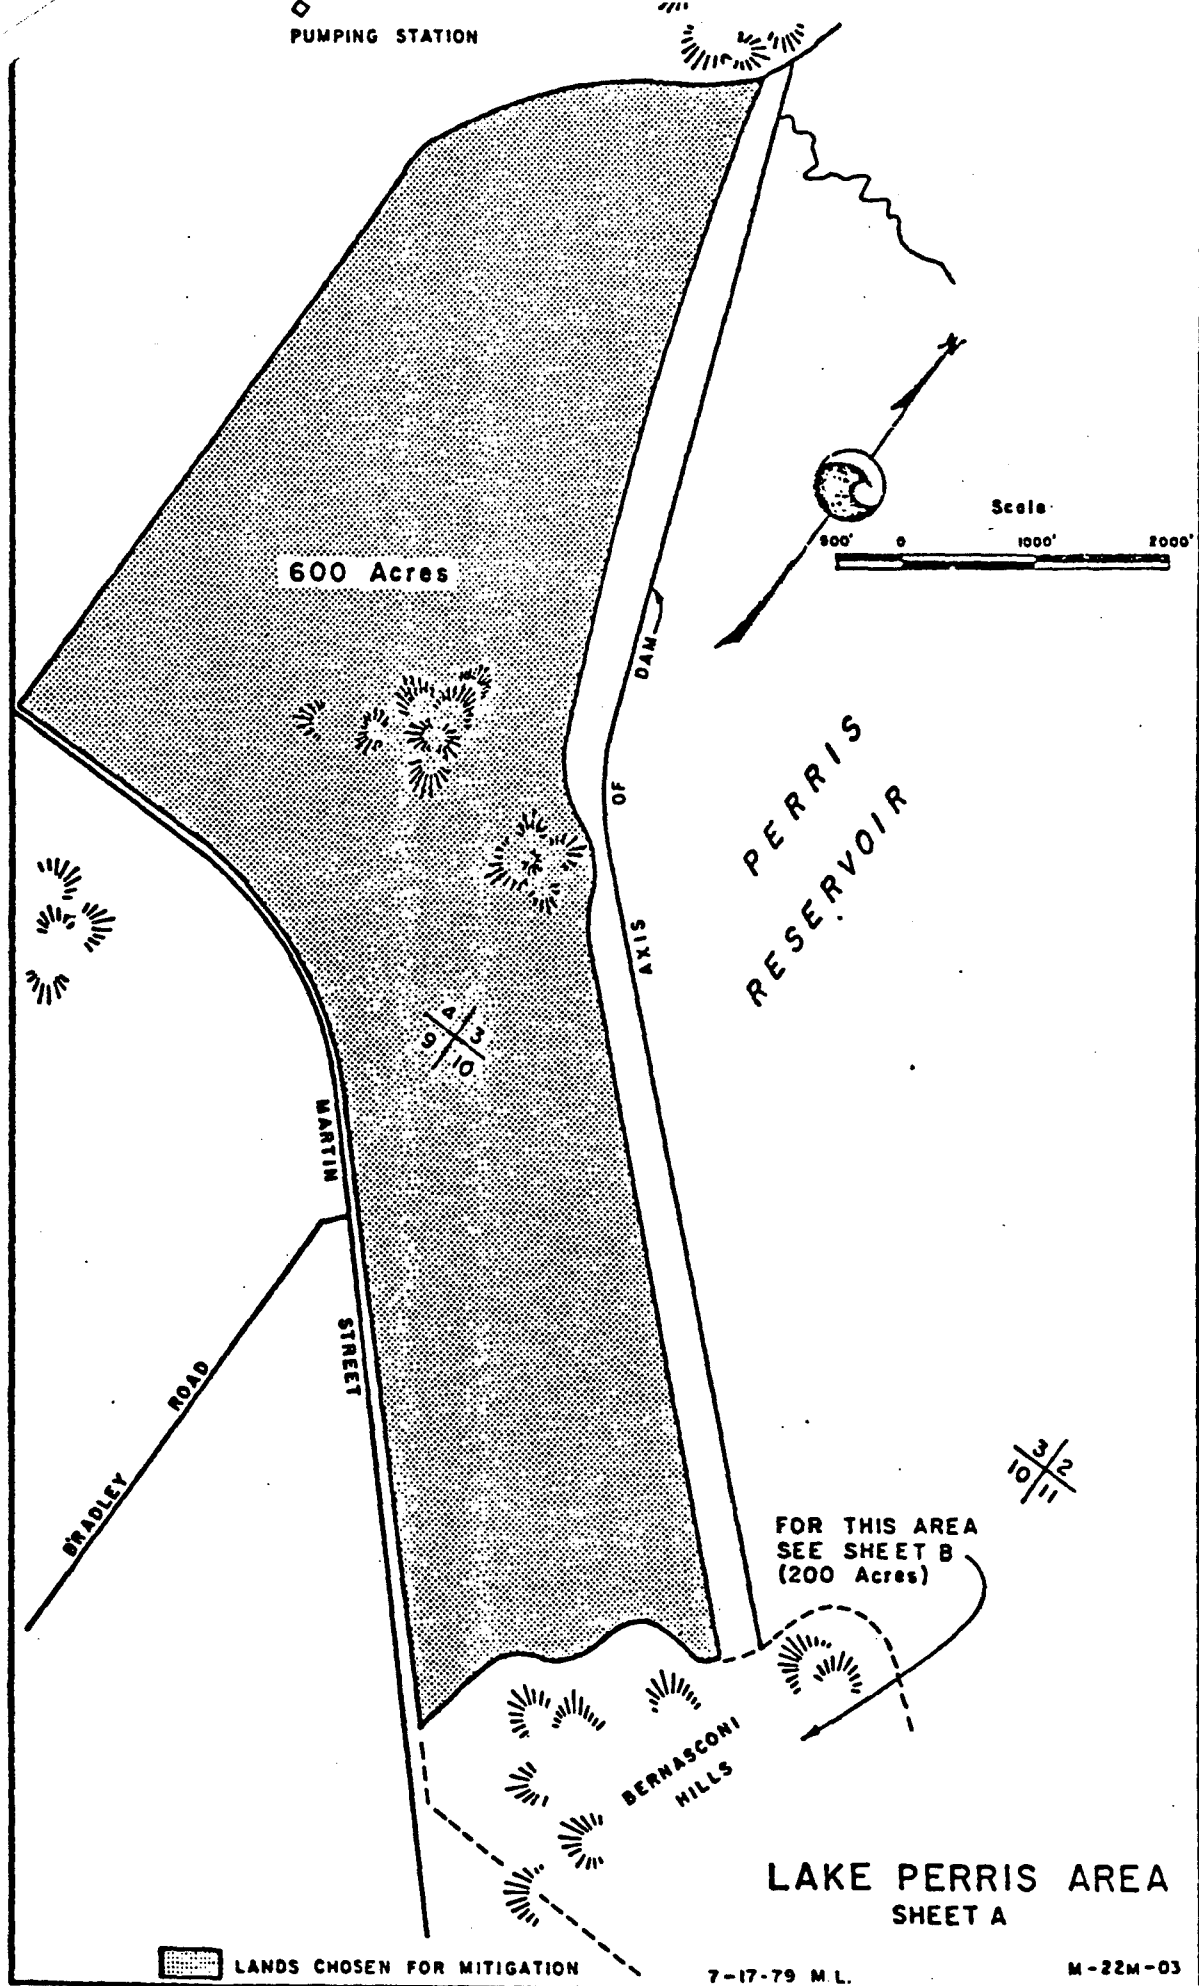 PUMPING STATION
N
Scale
500' 0 1000' 2000'
600 Acres
DAM
OF
AXIS
PERRIS
RESERVOIR
4 3
9 10
MARTIN
STREET
ROAD
BRADLEY
3 2
10 11
FOR THIS AREA
SEE SHEET B
(200 Acres)
BERNASCONI
HILLS
LAKE PERRIS AREA
SHEET A
LANDS CHOSEN FOR MITIGATION
7-17-79 M.L.
M-22M-03